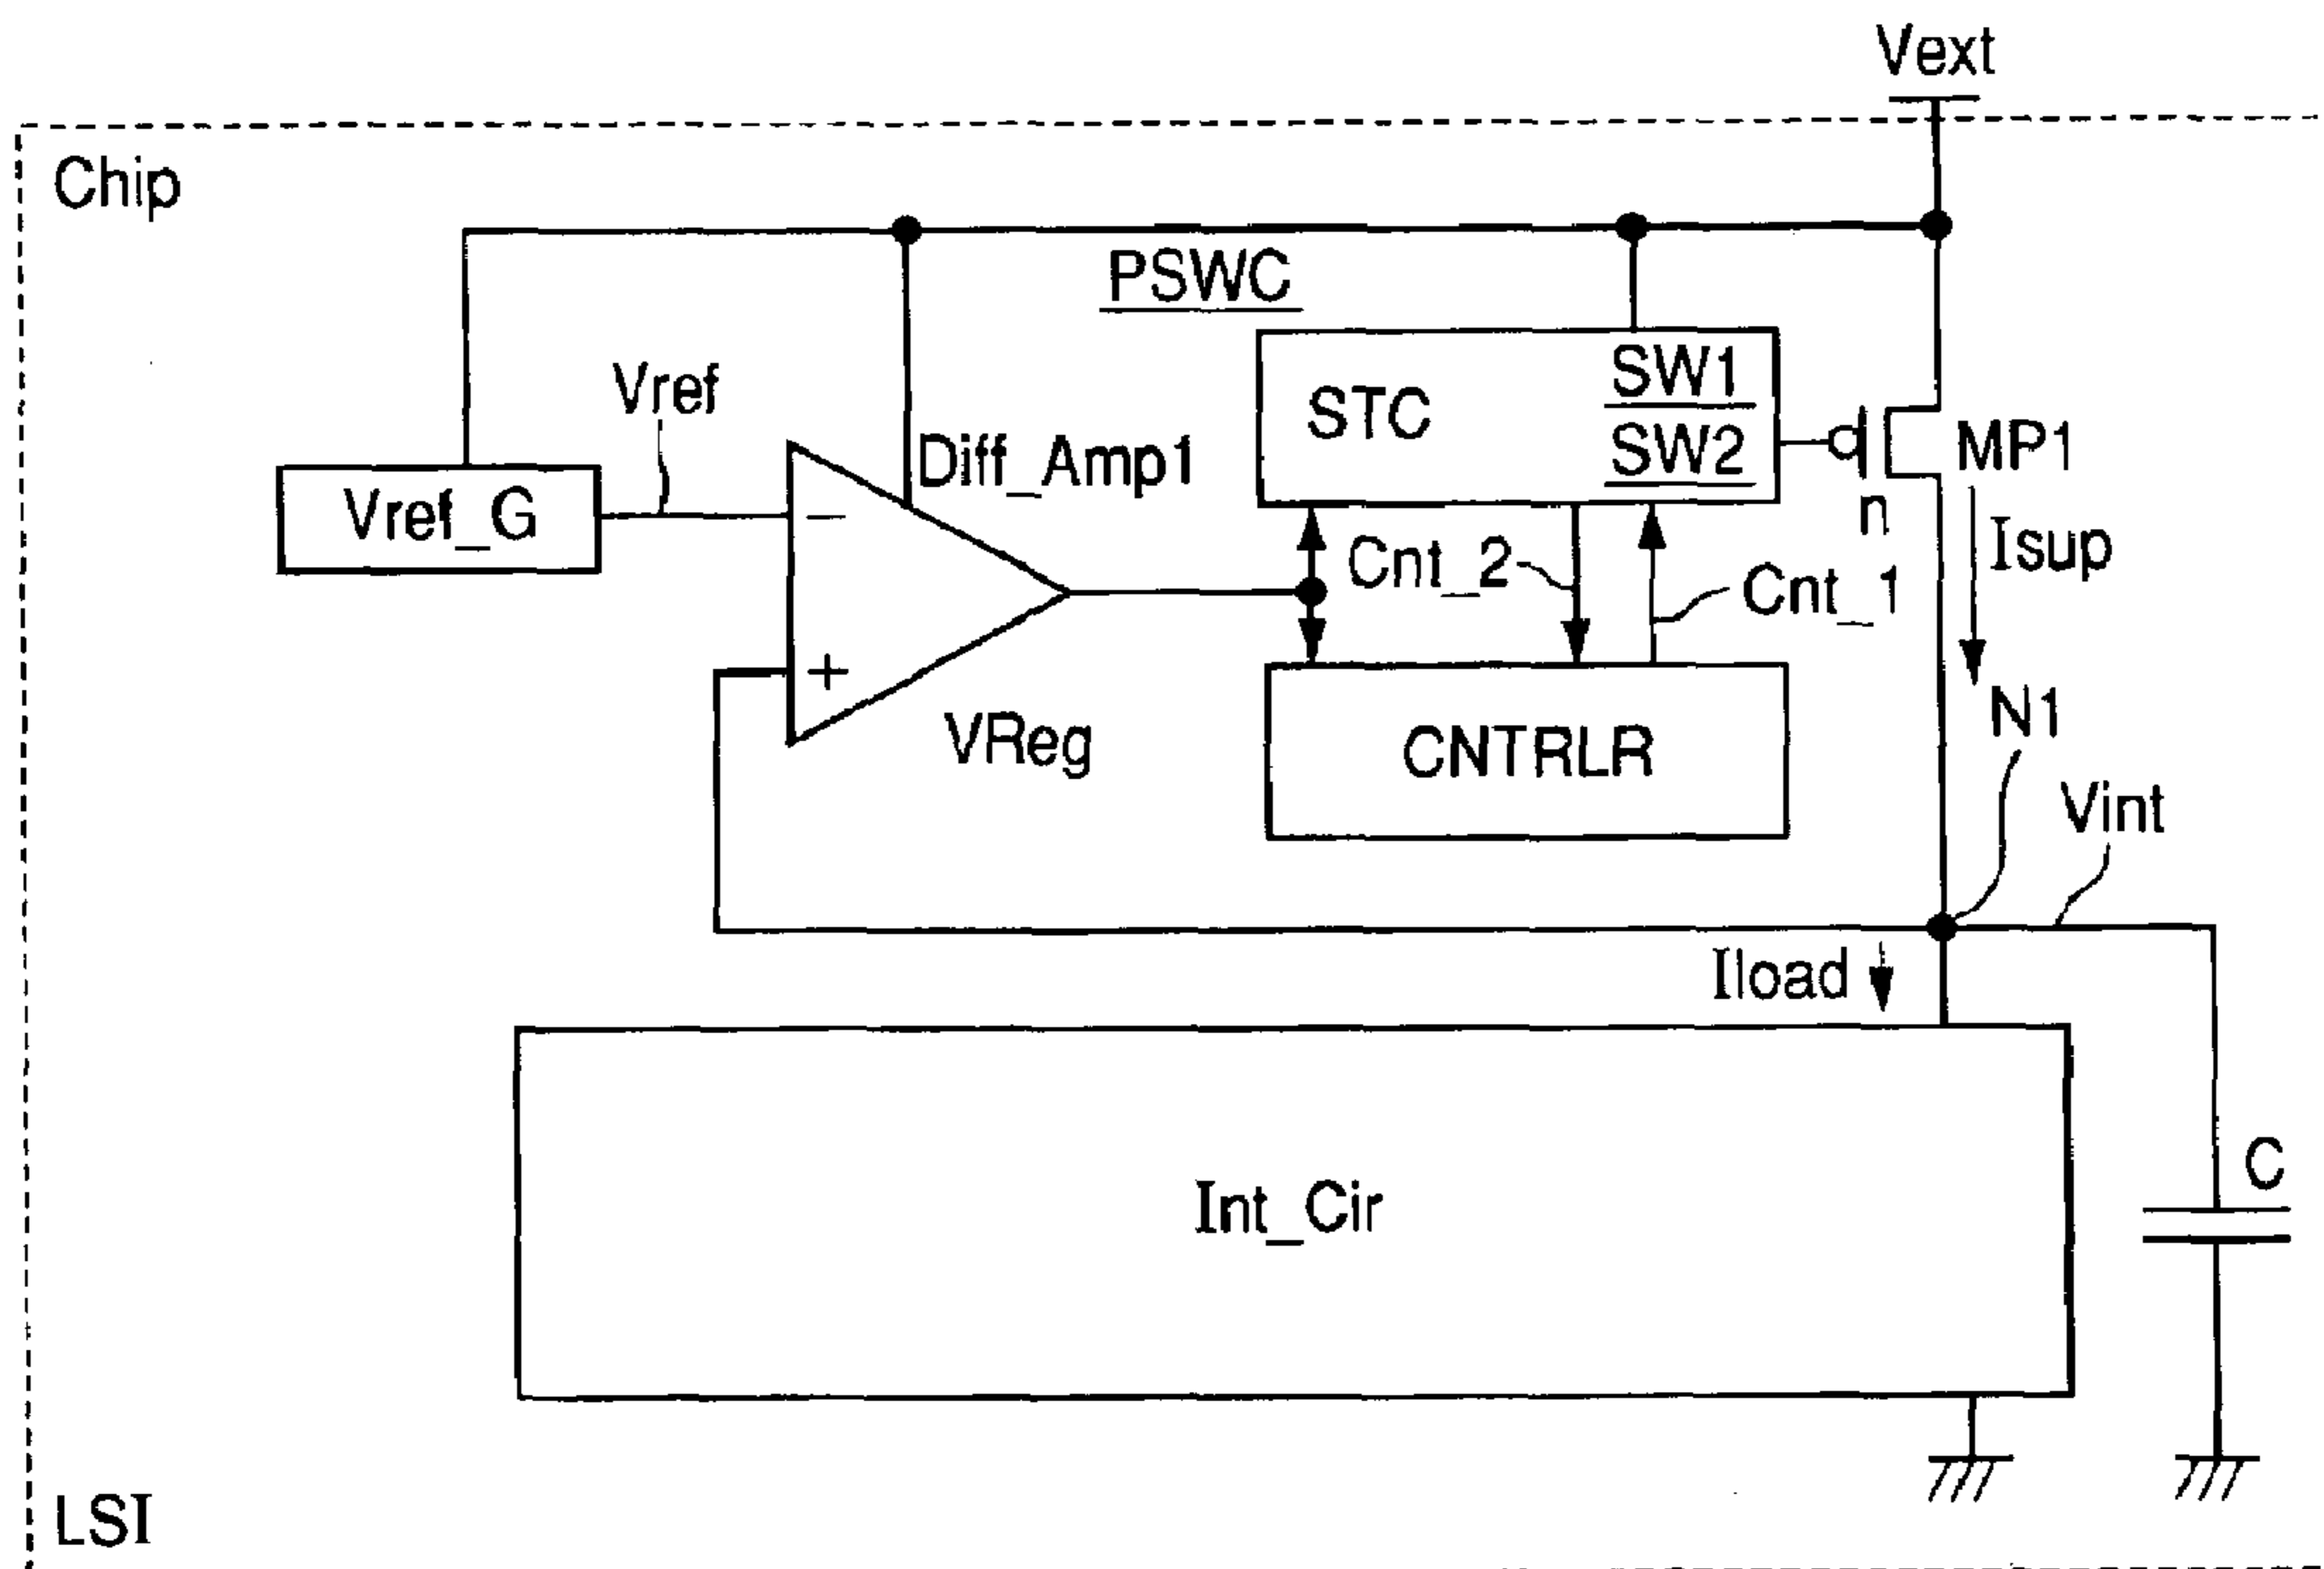 Vext
Chip
PSWC
Vref
SW1
STC
SW2
MP1
Diff_Amp1
Vref_G
n
Isup
−
Cnt_2
Cnt_1
+
N1
VReg
CNTRLR
Vint
Iload
C
Int_Cir
LSI